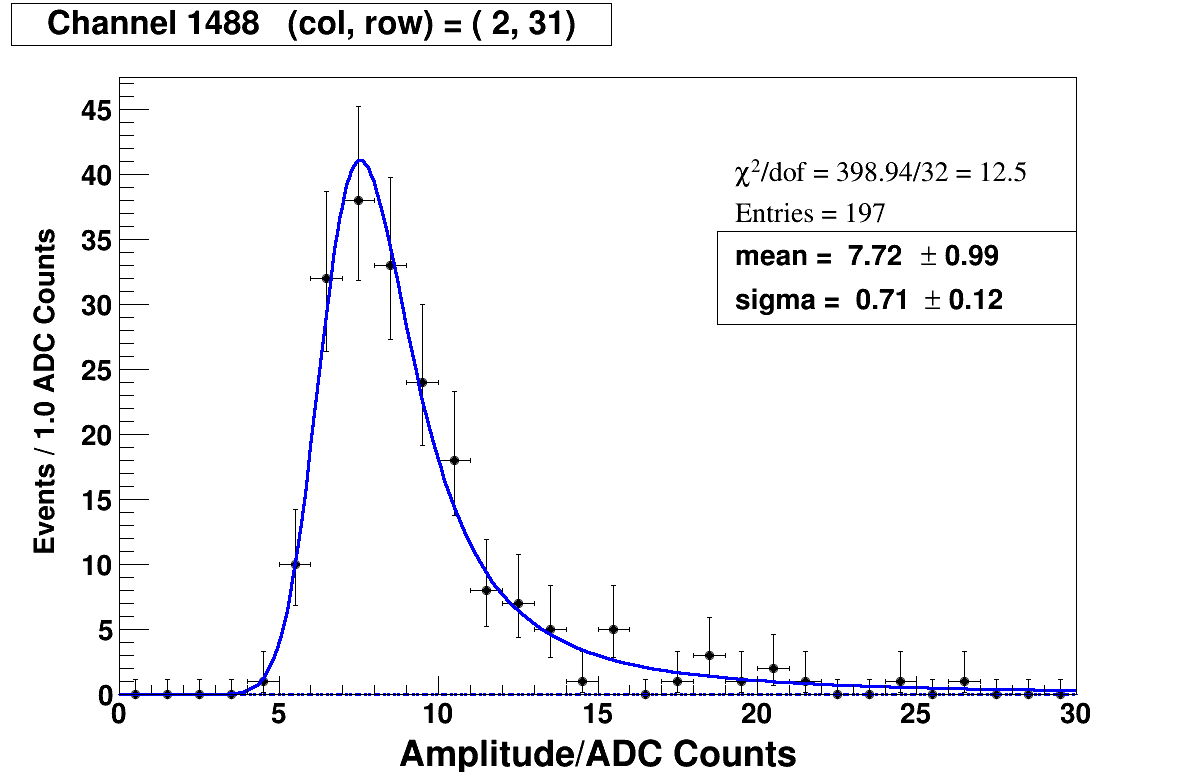 Channel 1488 (col, row) = ( 2, 31)
45
40
35
30
25
20
15
10
5
0
Events / 1.0 ADC Counts
χ²/dof = 398.94/32 = 12.5
Entries = 197
mean = 7.72 ± 0.99
sigma = 0.71 ± 0.12
0 5 10 15 20 25 30
Amplitude/ADC Counts